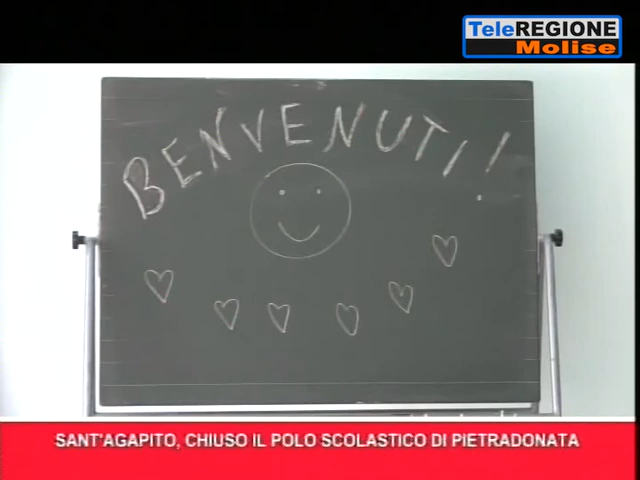 TeleREGIONE
Molise
BENVENUTI!
SANT'AGAPITO, CHIUSO IL POLO SCOLASTICO DI PIETRADONATA